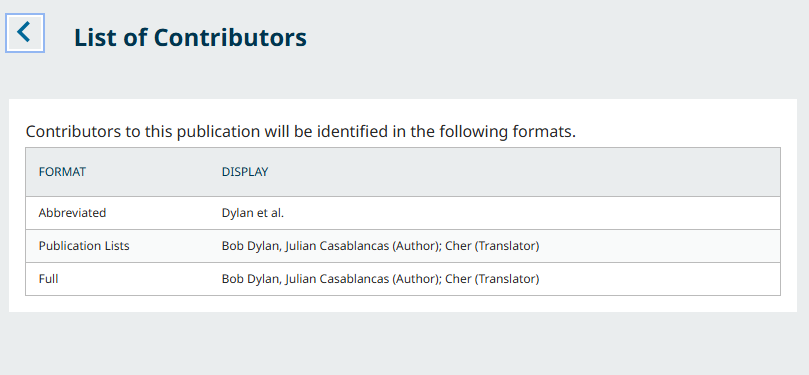 List of Contributors
Contributors to this publication will be identified in the following formats.
FORMAT DISPLAY
Abbreviated Dylan et al.
Publication Lists Bob Dylan, Julian Casablancas (Author); Cher (Translator)
Full Bob Dylan, Julian Casablancas (Author); Cher (Translator)